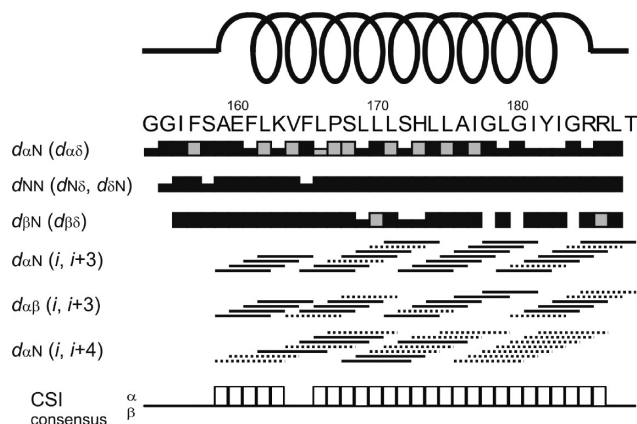 160 170 180
GGIFSAEFLKVFLPSLLLSHLLAIGLGIYIGRRLT
dαN (dαδ)
dNN (dNδ, dδN)
dβN (dβδ)
dαN (i, i+3)
dαβ (i, i+3)
dαN (i, i+4)
CSI α
consensus β